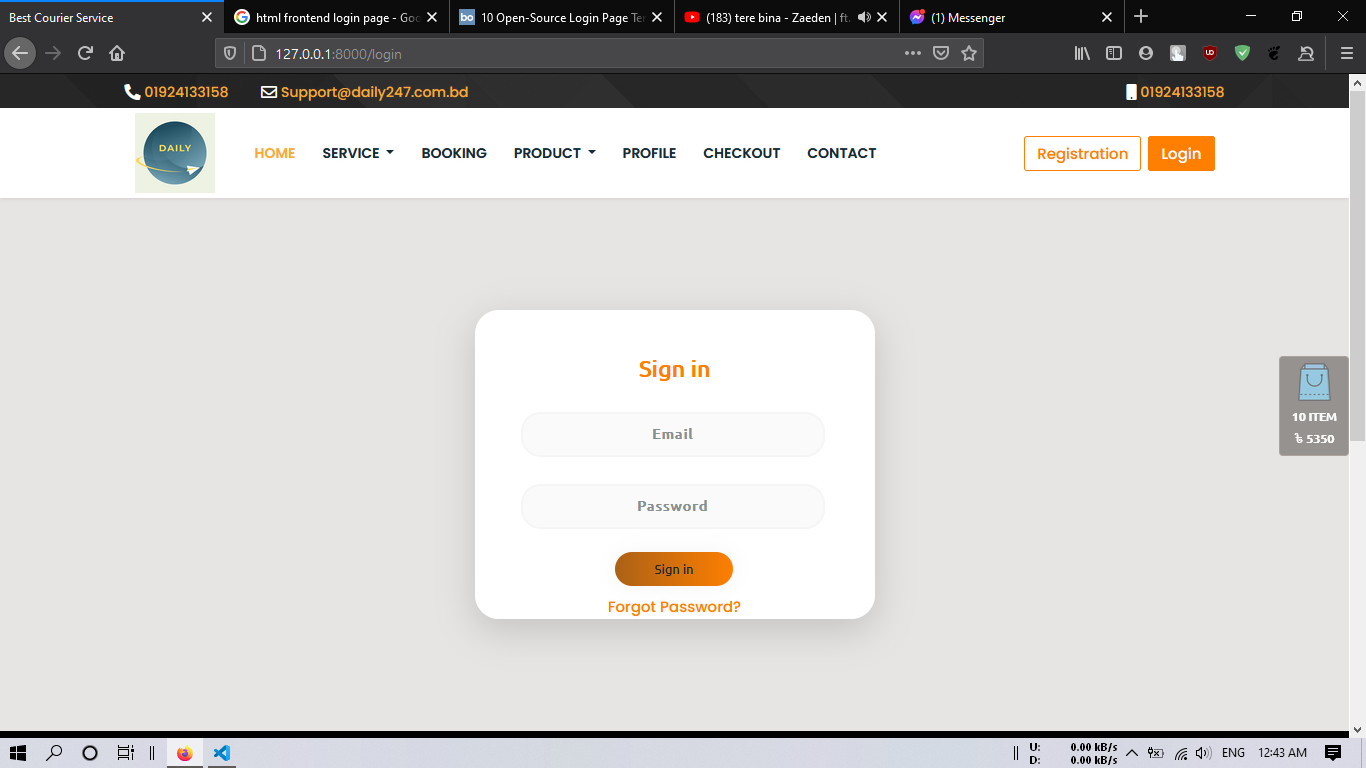 Best Courier Service
html frontend login page - Goo
bo
10 Open-Source Login Page Ter
(183) tere bina - Zaeden | ft.
(1) Messenger
127.0.0.1:8000/login
01924133158
Support@daily247.com.bd
01924133158
DAILY
HOME
SERVICE
BOOKING
PRODUCT
PROFILE
CHECKOUT
CONTACT
Registration
Login
Sign in
Email
Password
Sign in
Forgot Password?
10 ITEM
৳ 5350
U: 0.00 kB/s
D: 0.00 kB/s
ENG
12:43 AM